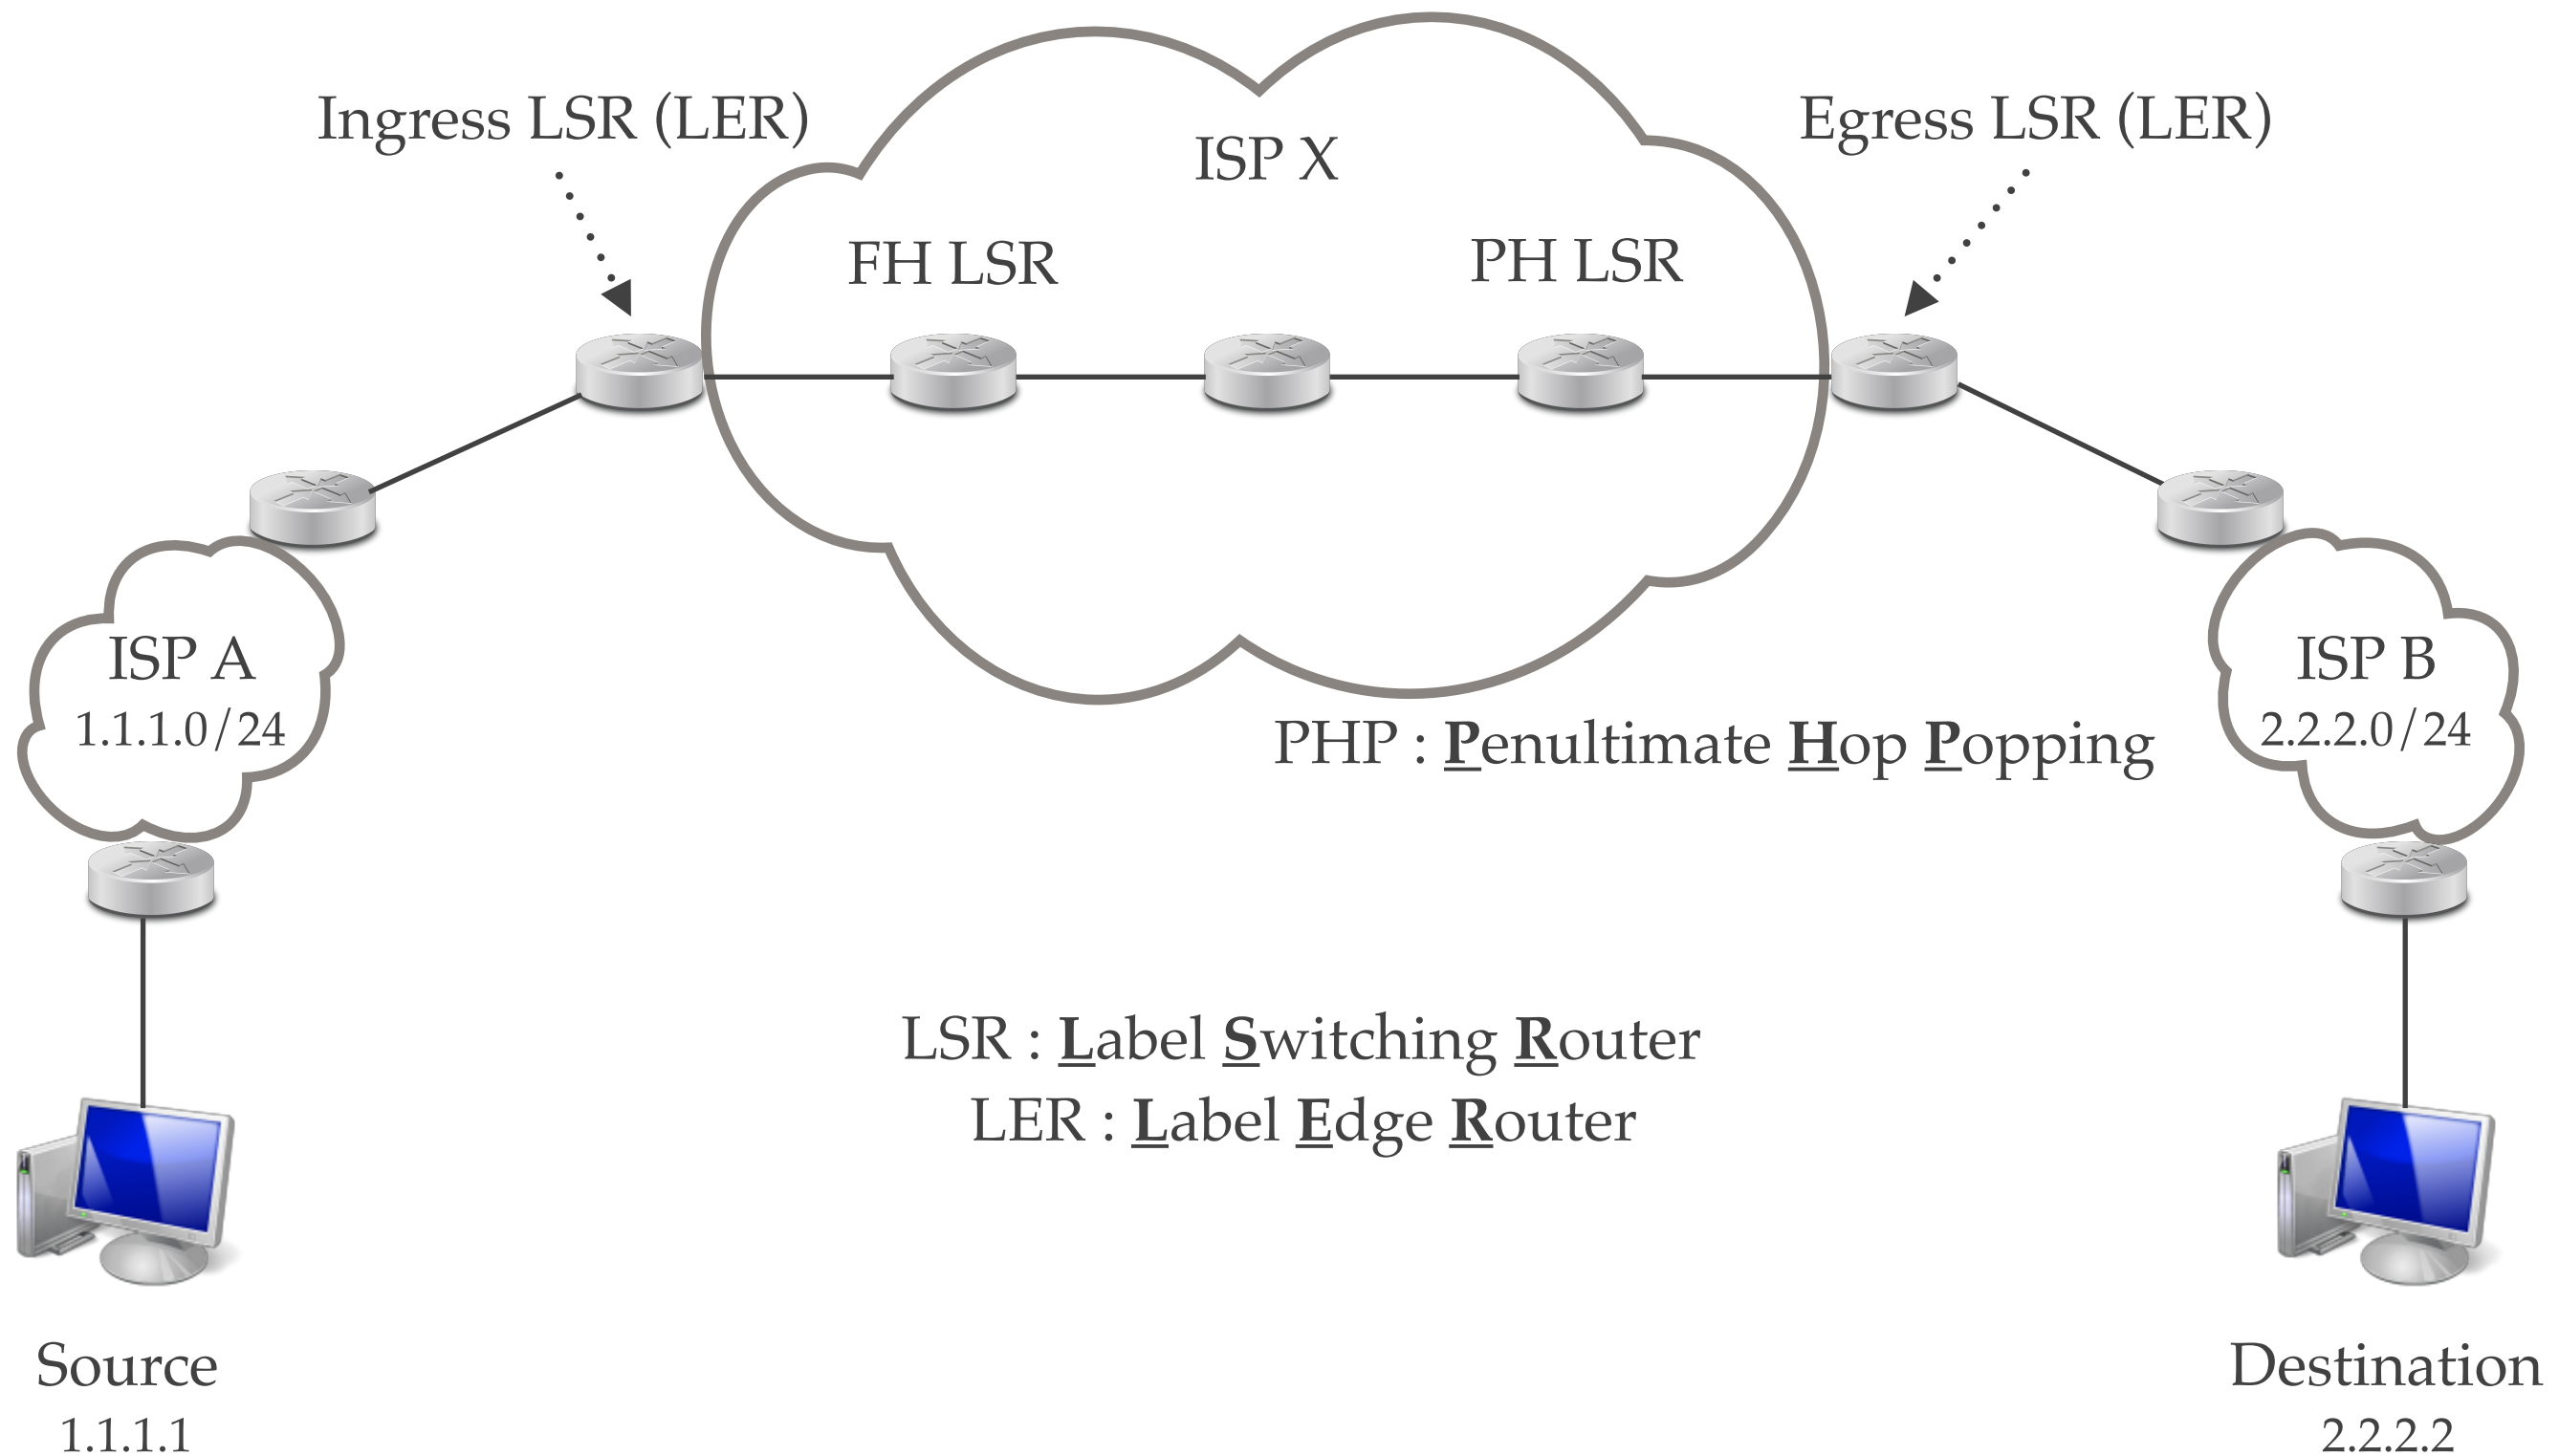 Ingress LSR (LER)
Egress LSR (LER)
ISP X
FH LSR
PH LSR
ISP A
1.1.1.0/24
ISP B
2.2.2.0/24
PHP : Penultimate Hop Popping
LSR : Label Switching Router
LER : Label Edge Router
Source
1.1.1.1
Destination
2.2.2.2